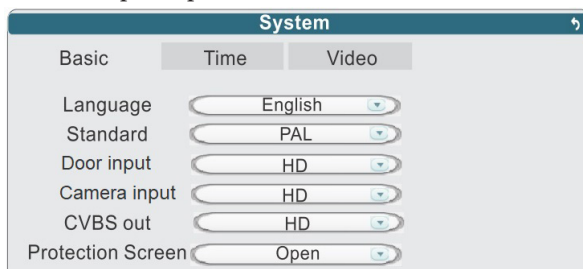 System
Basic Time Video
Language English
Standard PAL
Door input HD
Camera input HD
CVBS out HD
Protection Screen Open